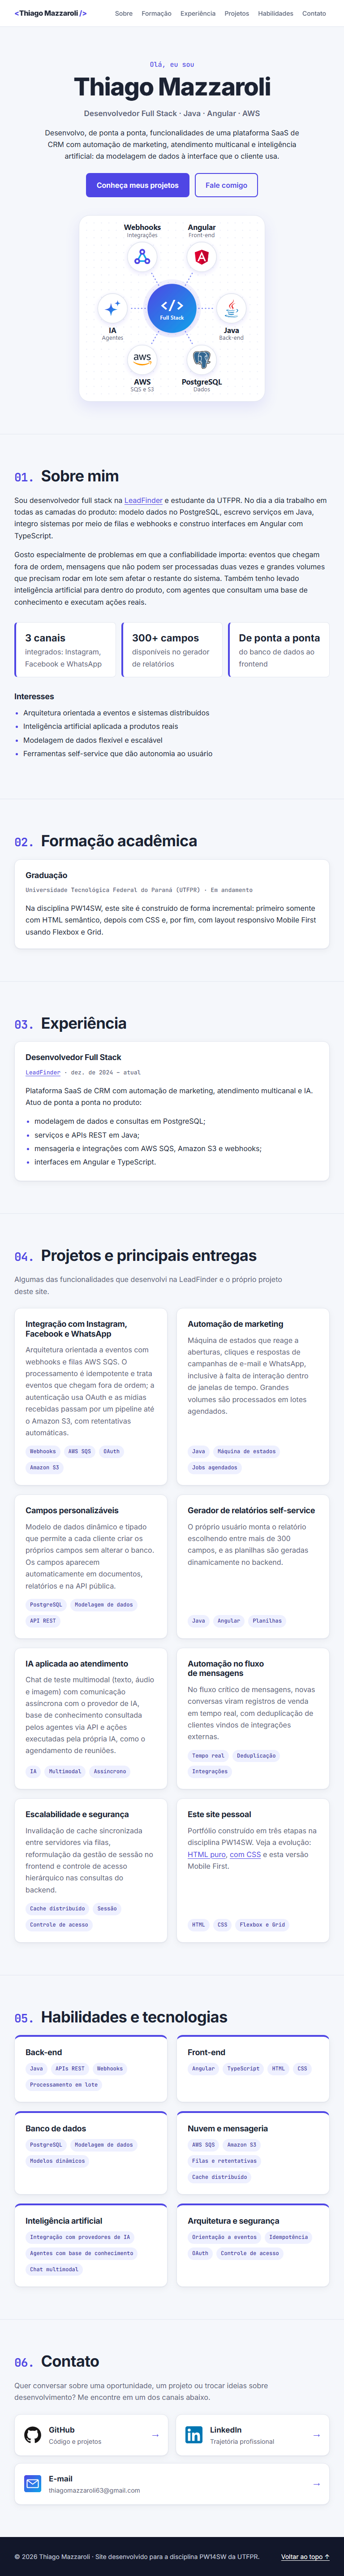 <Thiago Mazzaroli />
Sobre Formação Experiência Projetos Habilidades Contato
Olá, eu sou
Thiago Mazzaroli
Desenvolvedor Full Stack · Java · Angular · AWS
Desenvolvo, de ponta a ponta, funcionalidades de uma plataforma SaaS de
CRM com automação de marketing, atendimento multicanal e inteligência
artificial: da modelagem de dados à interface que o cliente usa.
Conheça meus projetos
Fale comigo
Webhooks
Integrações
Angular
Front-end
</>
Full Stack
IA
Agentes
Java
Back-end
aws
AWS
SQS e S3
PostgreSQL
Dados
01. Sobre mim
Sou desenvolvedor full stack na LeadFinder e estudante da UTFPR. No dia a dia trabalho em
todas as camadas do produto: modelo dados no PostgreSQL, escrevo serviços em Java,
integro sistemas por meio de filas e webhooks e construo interfaces em Angular com
TypeScript.
Gosto especialmente de problemas em que a confiabilidade importa: eventos que chegam
fora de ordem, mensagens que não podem ser processadas duas vezes e grandes volumes
que precisam rodar em lote sem afetar o restante do sistema. Também tenho levado
inteligência artificial para dentro do produto, com agentes que consultam uma base de
conhecimento e executam ações reais.
3 canais
integrados: Instagram,
Facebook e WhatsApp
300+ campos
disponíveis no gerador
de relatórios
De ponta a ponta
do banco de dados ao
frontend
Interesses
• Arquitetura orientada a eventos e sistemas distribuídos
• Inteligência artificial aplicada a produtos reais
• Modelagem de dados flexível e escalável
• Ferramentas self-service que dão autonomia ao usuário
02. Formação acadêmica
Graduação
Universidade Tecnológica Federal do Paraná (UTFPR) · Em andamento
Na disciplina PW14SW, este site é construído de forma incremental: primeiro somente
com HTML semântico, depois com CSS e, por fim, com layout responsivo Mobile First
usando Flexbox e Grid.
03. Experiência
Desenvolvedor Full Stack
LeadFinder · dez. de 2024 – atual
Plataforma SaaS de CRM com automação de marketing, atendimento multicanal e IA.
Atuo de ponta a ponta no produto:
• modelagem de dados e consultas em PostgreSQL;
• serviços e APIs REST em Java;
• mensageria e integrações com AWS SQS, Amazon S3 e webhooks;
• interfaces em Angular e TypeScript.
04. Projetos e principais entregas
Algumas das funcionalidades que desenvolvi na LeadFinder e o próprio projeto
deste site.
Integração com Instagram,
Facebook e WhatsApp
Arquitetura orientada a eventos com
webhooks e filas AWS SQS. O
processamento é idempotente e trata
eventos que chegam fora de ordem; a
autenticação usa OAuth e as mídias
recebidas passam por um pipeline até
o Amazon S3, com retentativas
automáticas.
Webhooks AWS SQS OAuth
Amazon S3
Automação de marketing
Máquina de estados que reage a
aberturas, cliques e respostas de
campanhas de e-mail e WhatsApp,
inclusive à falta de interação dentro
de janelas de tempo. Grandes
volumes são processados em lotes
agendados.
Java Máquina de estados
Jobs agendados
Campos personalizáveis
Modelo de dados dinâmico e tipado
que permite a cada cliente criar os
próprios campos sem alterar o banco.
Os campos aparecem
automaticamente em documentos,
relatórios e na API pública.
PostgreSQL Modelagem de dados
API REST
Gerador de relatórios self-service
O próprio usuário monta o relatório
escolhendo entre mais de 300
campos, e as planilhas são geradas
dinamicamente no backend.
Java Angular Planilhas
IA aplicada ao atendimento
Chat de teste multimodal (texto, áudio
e imagem) com comunicação
assíncrona com o provedor de IA,
base de conhecimento consultada
pelos agentes via API e ações
executadas pela própria IA, como o
agendamento de reuniões.
IA Multimodal Assíncrono
Automação no fluxo
de mensagens
No fluxo crítico de mensagens, novas
conversas viram registros de venda
em tempo real, com deduplicação de
clientes vindos de integrações
externas.
Tempo real Deduplicação
Integrações
Escalabilidade e segurança
Invalidação de cache sincronizada
entre servidores via filas,
reformulação da gestão de sessão no
frontend e controle de acesso
hierárquico nas consultas do
backend.
Cache distribuído Sessão
Controle de acesso
Este site pessoal
Portfólio construído em três etapas na
disciplina PW14SW. Veja a evolução:
HTML puro, com CSS e esta versão
Mobile First.
HTML CSS Flexbox e Grid
05. Habilidades e tecnologias
Back-end
Java APIs REST Webhooks
Processamento em lote
Front-end
Angular TypeScript HTML CSS
Banco de dados
PostgreSQL Modelagem de dados
Modelos dinâmicos
Nuvem e mensageria
AWS SQS Amazon S3
Filas e retentativas
Cache distribuído
Inteligência artificial
Integração com provedores de IA
Agentes com base de conhecimento
Chat multimodal
Arquitetura e segurança
Orientação a eventos Idempotência
OAuth Controle de acesso
06. Contato
Quer conversar sobre uma oportunidade, um projeto ou trocar ideias sobre
desenvolvimento? Me encontre em um dos canais abaixo.
GitHub
Código e projetos
→
LinkedIn
Trajetória profissional
→
E-mail
thiagomazzaroli63@gmail.com
→
© 2026 Thiago Mazzaroli · Site desenvolvido para a disciplina PW14SW da UTFPR.
Voltar ao topo ↑